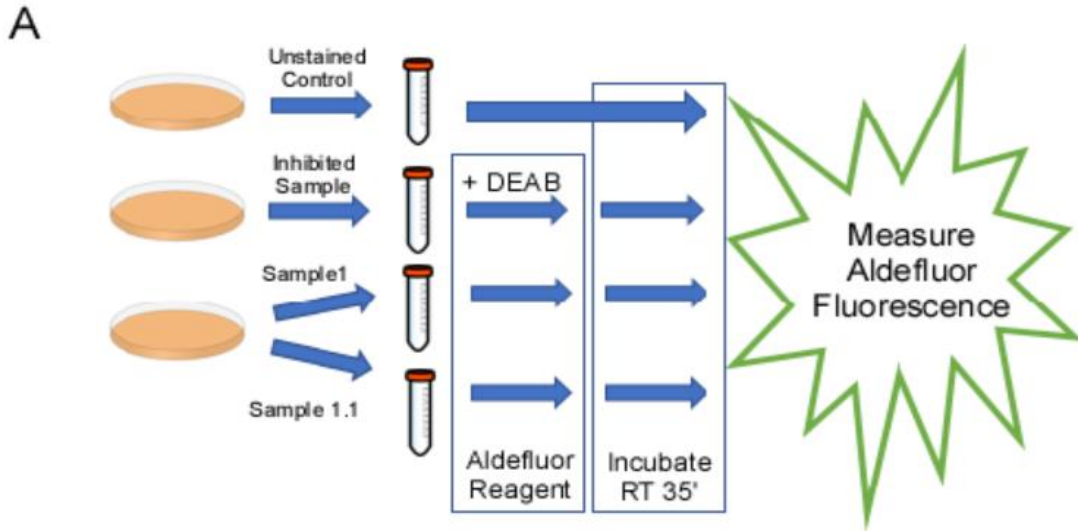 A
Unstained
Control
Inhibited
Sample
+ DEAB
Sample1
Sample 1.1
Aldefluor
Reagent
Incubate
RT 35'
Measure
Aldefluor
Fluorescence